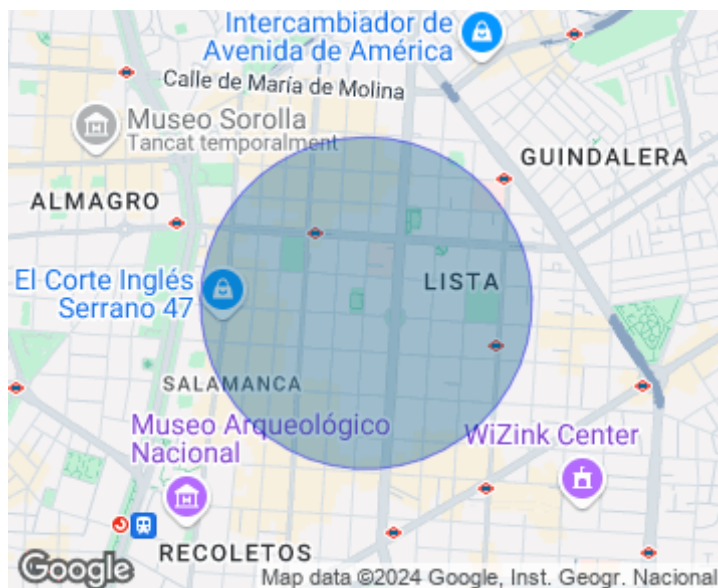 Intercambiador de
Avenida de América
Calle de María de Molina
Museo Sorolla
Tancat temporalment
GUINDALERA
ALMAGRO
El Corte Inglés
Serrano 47
LISTA
SALAMANCA
Museo Arqueológico
Nacional
WiZink Center
RECOLETOS
Google
Map data ©2024 Google, Inst. Geogr. Nacional